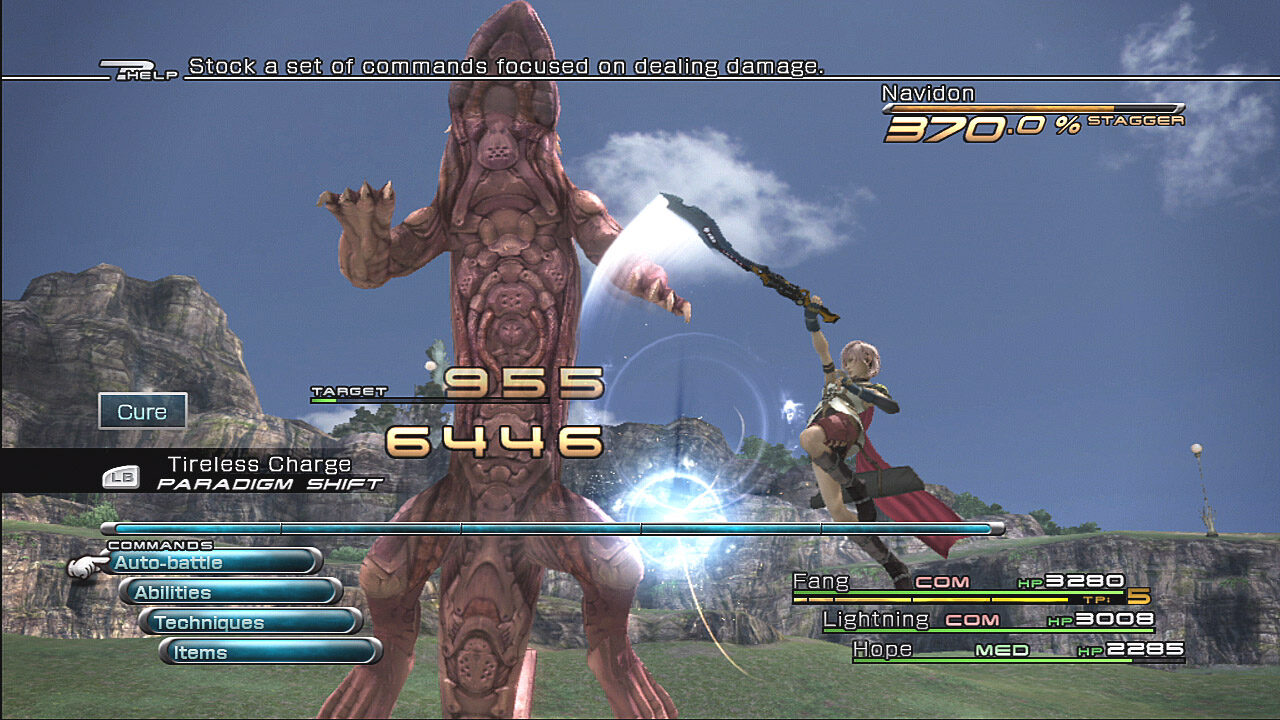 HELP Stock a set of commands focused on dealing damage.
Navidon
370.0 % STAGGER
TARGET
955
6446
Cure
LB Tireless Charge
PARADIGM SHIFT
COMMANDS
Auto-battle
Abilities
Techniques
Items
Fang COM HP 3280
TP: 5
Lightning COM HP 3008
Hope MED HP 2285